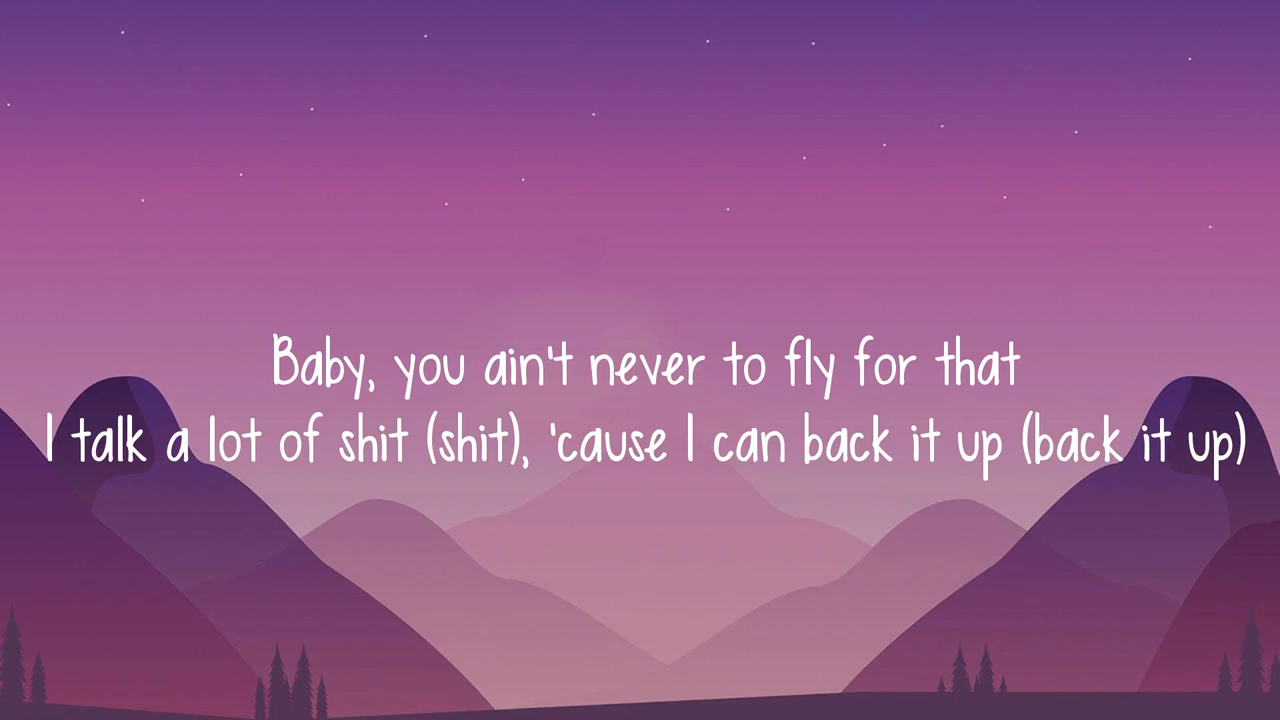 Baby, you ain't never to fly for that
I talk a lot of shit (shit), 'cause I can back it up (back it up)